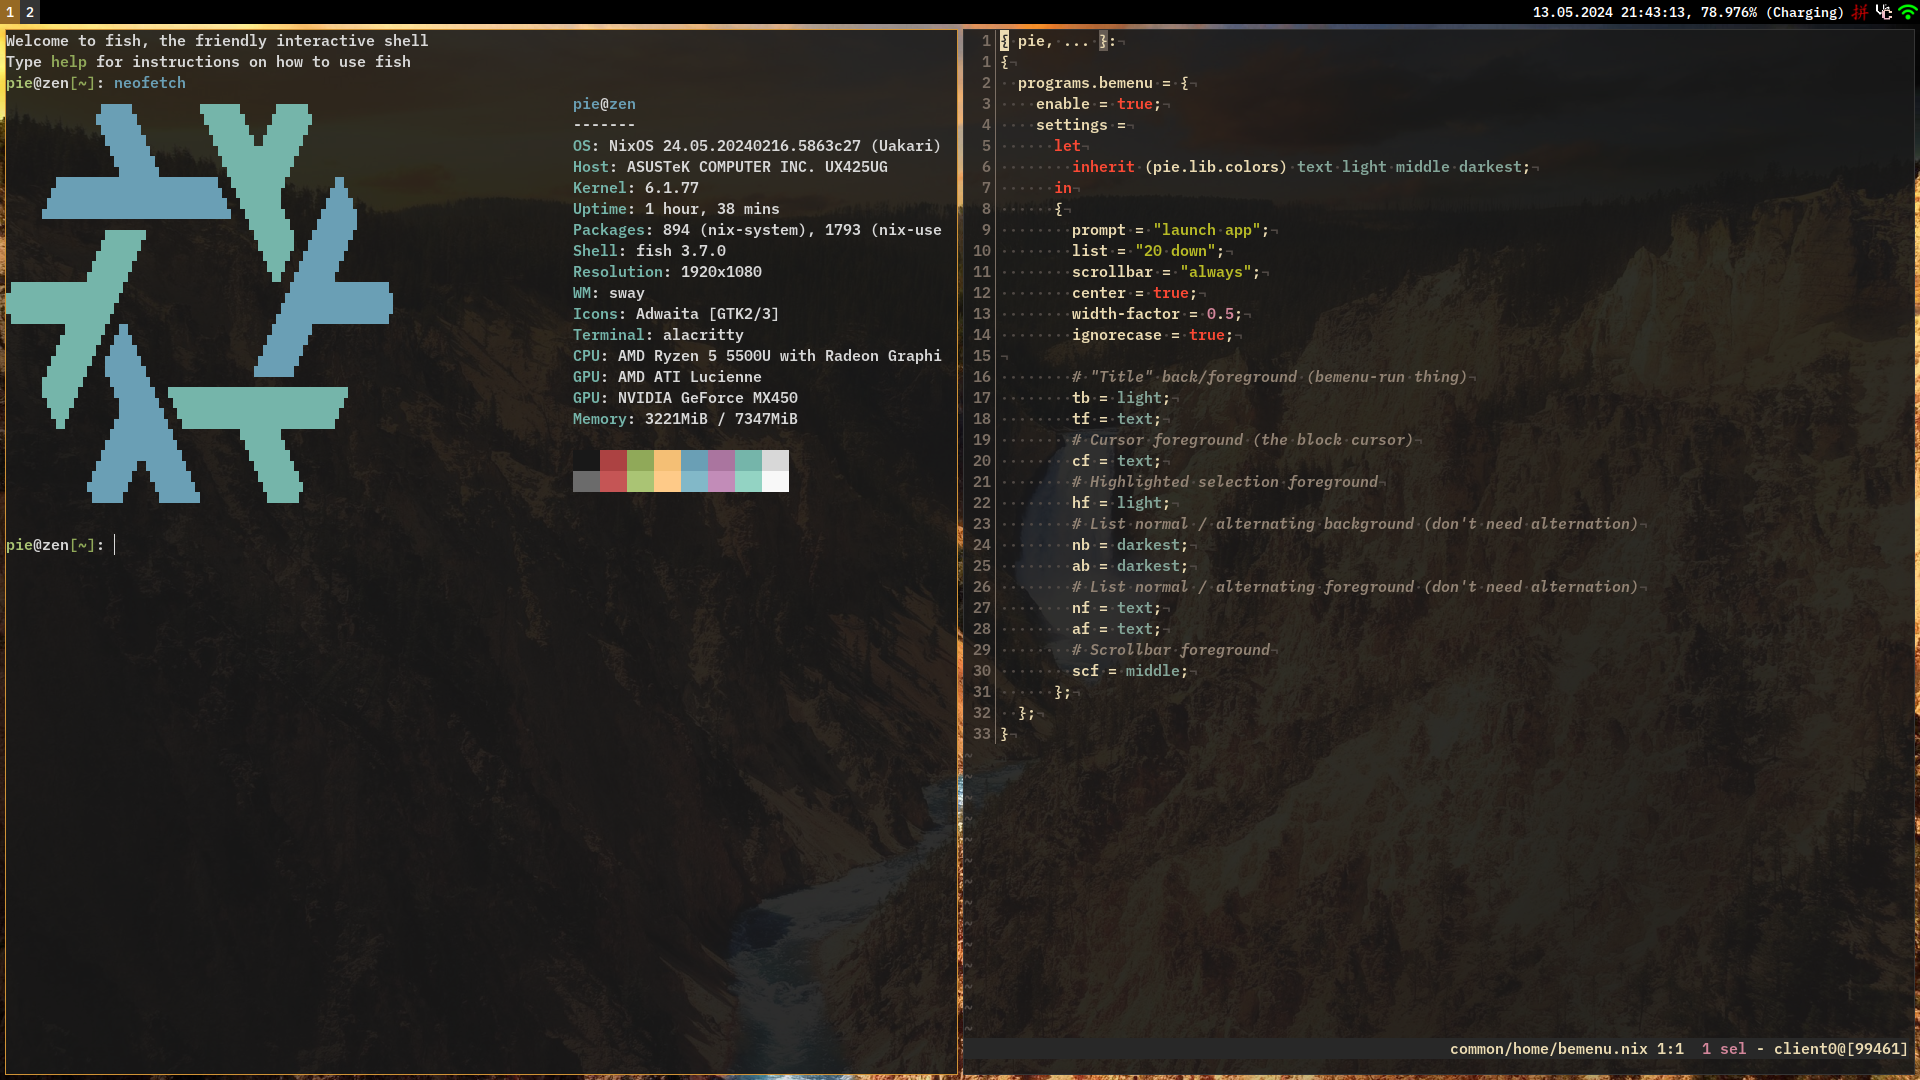 1 2
13.05.2024 21:43:13, 78.976% (Charging) 拼
Welcome to fish, the friendly interactive shell
Type help for instructions on how to use fish
pie@zen[~]: neofetch
pie@zen
-------
OS: NixOS 24.05.20240216.5863c27 (Uakari)
Host: ASUSTeK COMPUTER INC. UX425UG
Kernel: 6.1.77
Uptime: 1 hour, 38 mins
Packages: 894 (nix-system), 1793 (nix-use
Shell: fish 3.7.0
Resolution: 1920x1080
WM: sway
Icons: Adwaita [GTK2/3]
Terminal: alacritty
CPU: AMD Ryzen 5 5500U with Radeon Graphi
GPU: AMD ATI Lucienne
GPU: NVIDIA GeForce MX450
Memory: 3221MiB / 7347MiB
pie@zen[~]:
1 { pie, ... }:¬
1 {¬
2 ··programs.bemenu·=·{¬
3 ····enable·=·true;¬
4 ····settings·=¬
5 ······let¬
6 ········inherit·(pie.lib.colors)·text·light·middle·darkest;¬
7 ······in¬
8 ······{¬
9 ········prompt·=·"launch·app";¬
10 ········list·=·"20·down";¬
11 ········scrollbar·=·"always";¬
12 ········center·=·true;¬
13 ········width-factor·=·0.5;¬
14 ········ignorecase·=·true;¬
15 ¬
16 ········#·"Title"·back/foreground·(bemenu-run·thing)¬
17 ········tb·=·light;¬
18 ········tf·=·text;¬
19 ········#·Cursor·foreground·(the·block·cursor)¬
20 ········cf·=·text;¬
21 ········#·Highlighted·selection·foreground¬
22 ········hf·=·light;¬
23 ········#·List·normal·/·alternating·background·(don't·need·alternation)¬
24 ········nb·=·darkest;¬
25 ········ab·=·darkest;¬
26 ········#·List·normal·/·alternating·foreground·(don't·need·alternation)¬
27 ········nf·=·text;¬
28 ········af·=·text;¬
29 ········#·Scrollbar·foreground¬
30 ········scf·=·middle;¬
31 ······};¬
32 ··};¬
33 }¬
~
~
~
~
~
~
~
~
~
~
~
~
~
~
common/home/bemenu.nix 1:1 1 sel - client0@[99461]